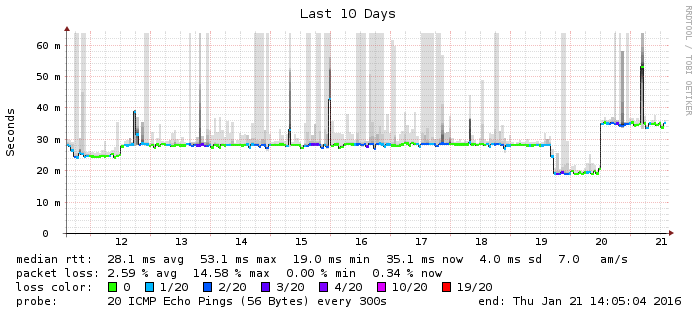 Last 10 Days
RRDTOOL / TOBI OETIKER
Seconds
60 m
50 m
40 m
30 m
20 m
10 m
0
12 13 14 15 16 17 18 19 20 21
median rtt: 28.1 ms avg 53.1 ms max 19.0 ms min 35.1 ms now 4.0 ms sd 7.0 am/s
packet loss: 2.59 % avg 14.58 % max 0.00 % min 0.34 % now
loss color: 0 1/20 2/20 3/20 4/20 10/20 19/20
probe: 20 ICMP Echo Pings (56 Bytes) every 300s end: Thu Jan 21 14:05:04 2016